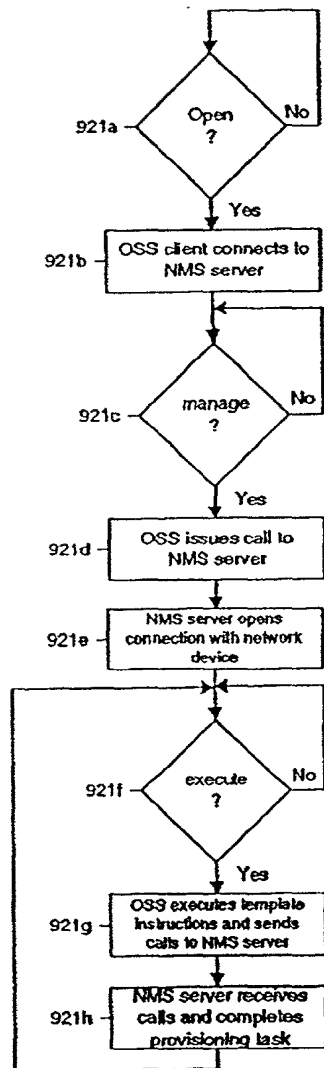 Open
?
No
921a
Yes
OSS client connects to
NMS server
921b
manage
?
No
921c
Yes
OSS issues call to
NMS server
921d
NMS server opens
connection with network
device
921e
execute
?
No
921f
Yes
OSS executes template
instructions and sends
calls to NMS server
921g
NMS server receives
calls and completes
provisioning task
921h